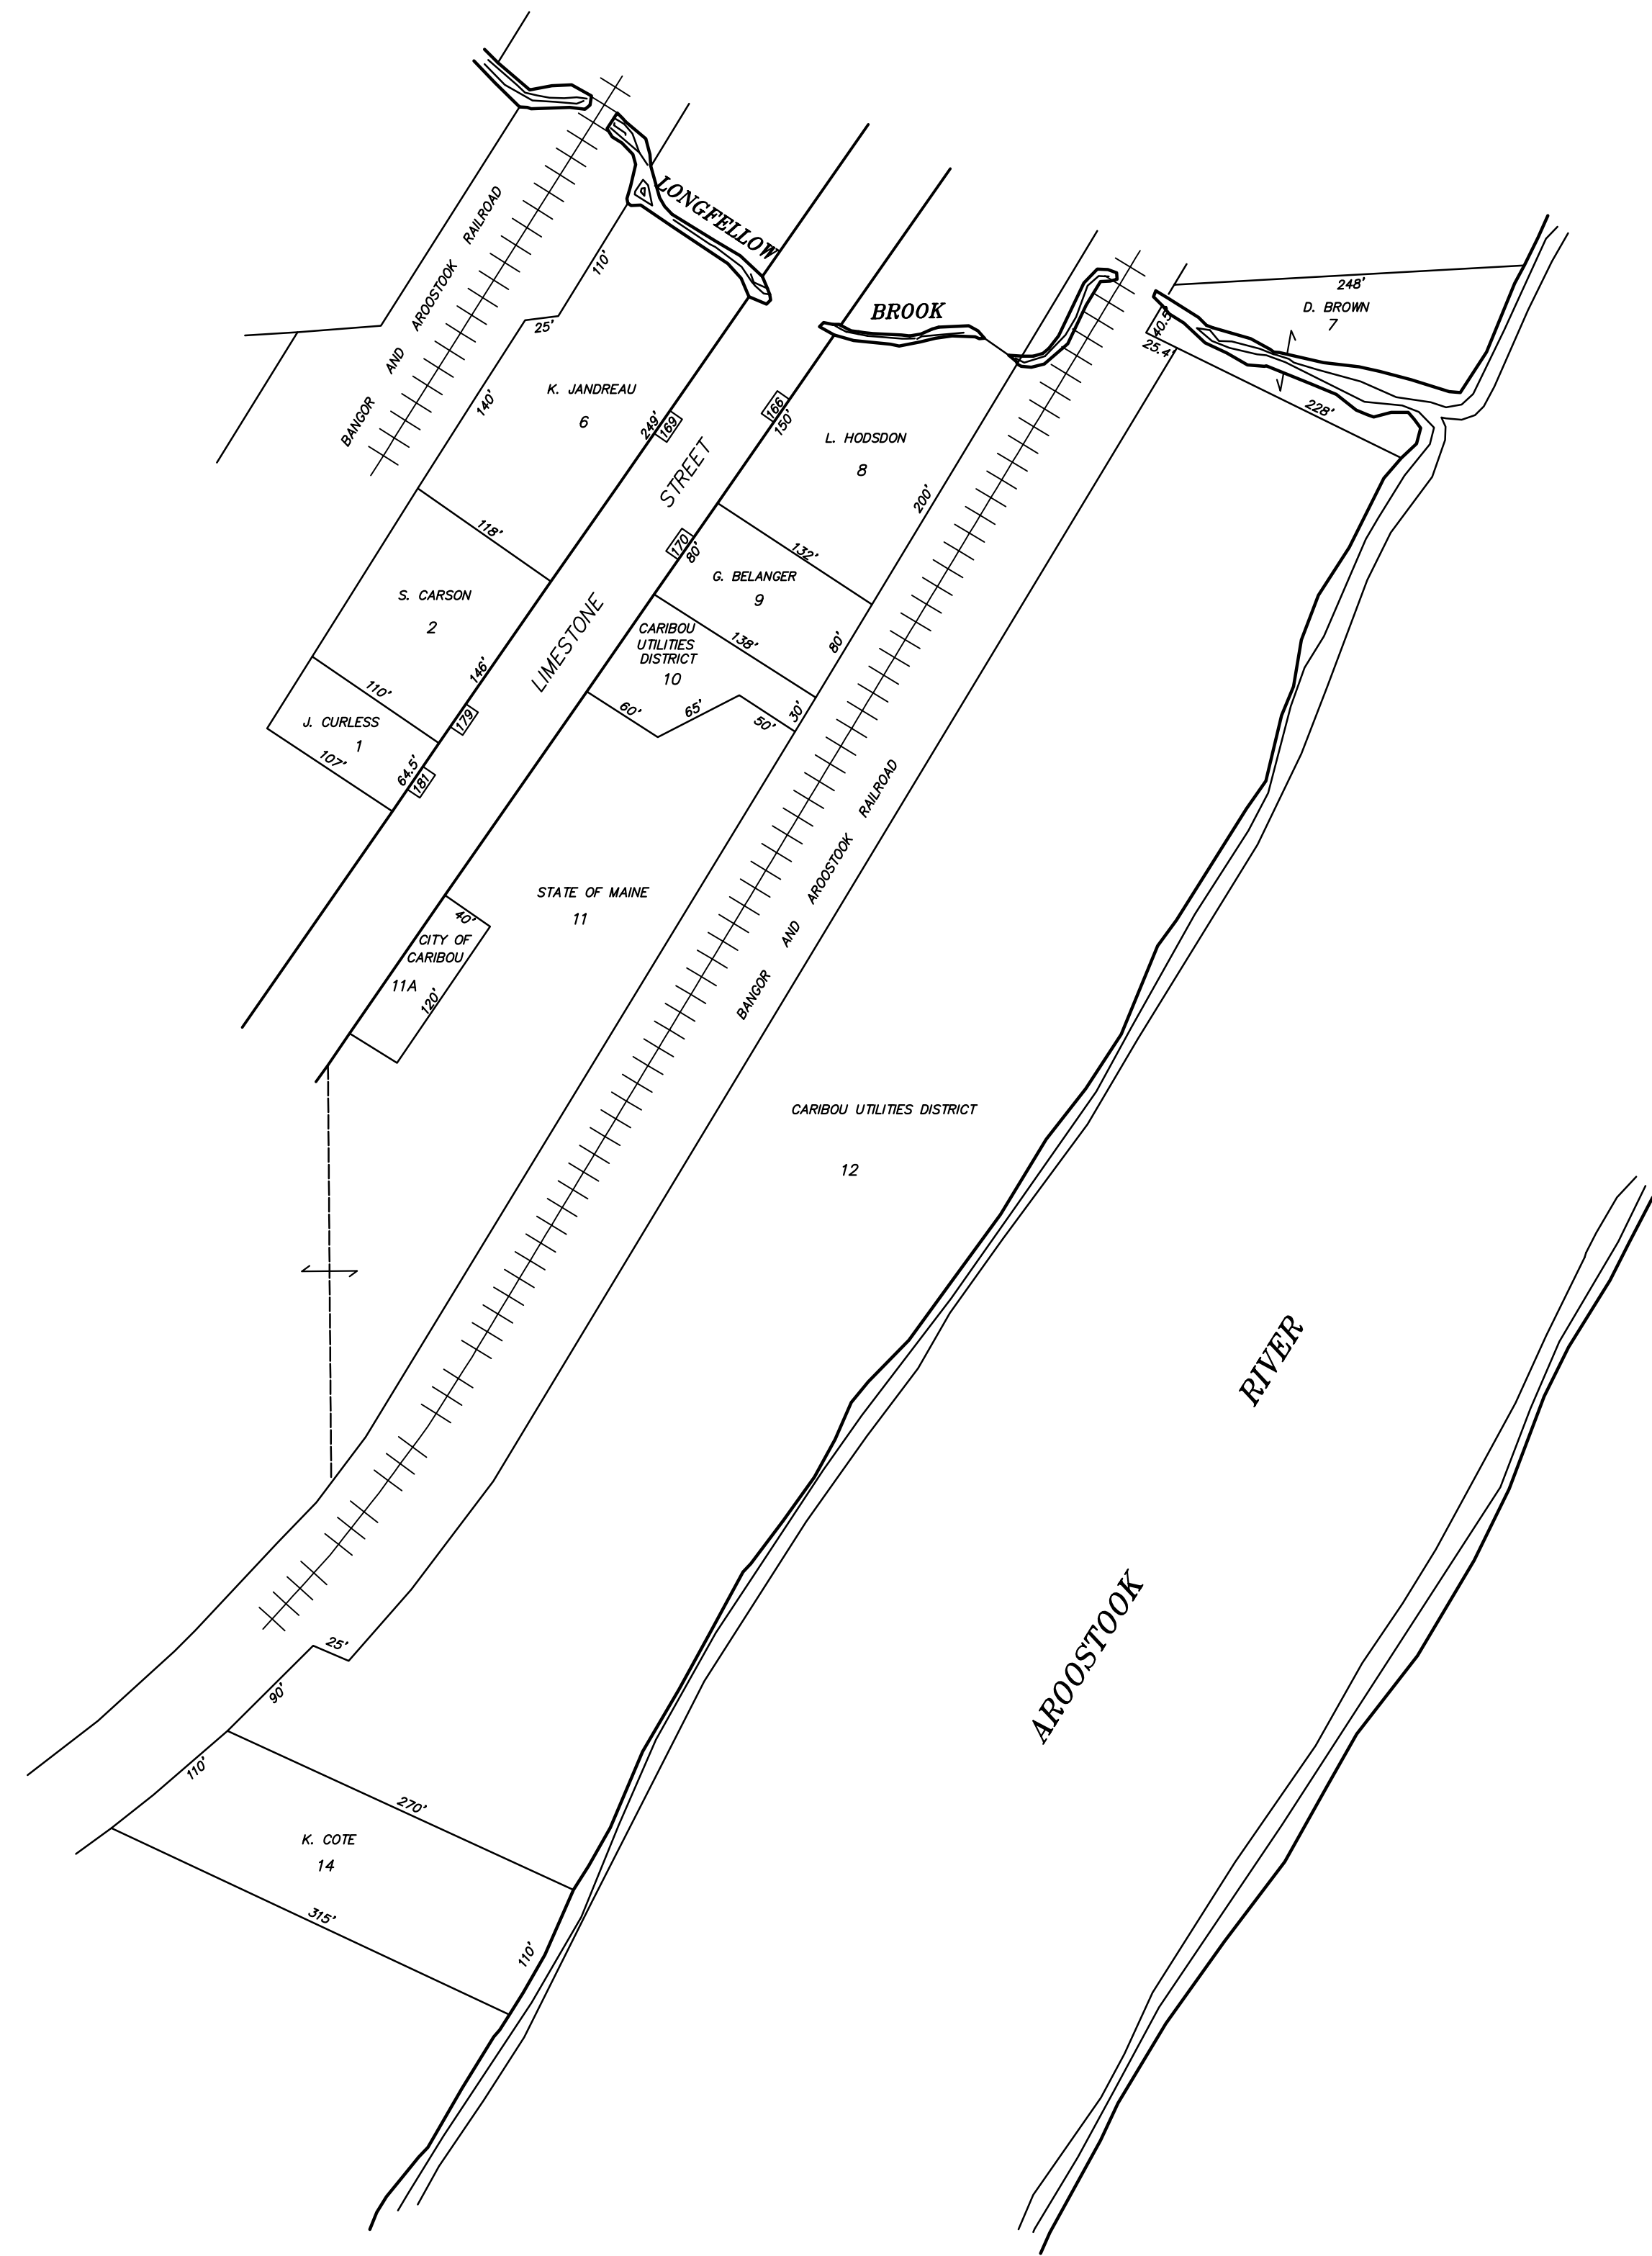 LONGFELLOW
BROOK
BANGOR AND AROOSTOOK RAILROAD
110'
25'
140'
K. JANDREAU
6
249'
169
118'
S. CARSON
2
146'
179
110'
J. CURLESS
1
107'
64.5'
181
LIMESTONE STREET
166
150'
L. HODSDON
8
200'
132'
170
80'
G. BELANGER
9
80'
138'
CARIBOU
UTILITIES
DISTRICT
10
60'
65'
50'
30'
248'
D. BROWN
7
40.5'
25.4'
228'
STATE OF MAINE
11
40'
CITY OF
CARIBOU
11A
120'
BANGOR AND AROOSTOOK RAILROAD
CARIBOU UTILITIES DISTRICT
12
25'
90'
110'
270'
K. COTE
14
315'
110'
AROOSTOOK RIVER